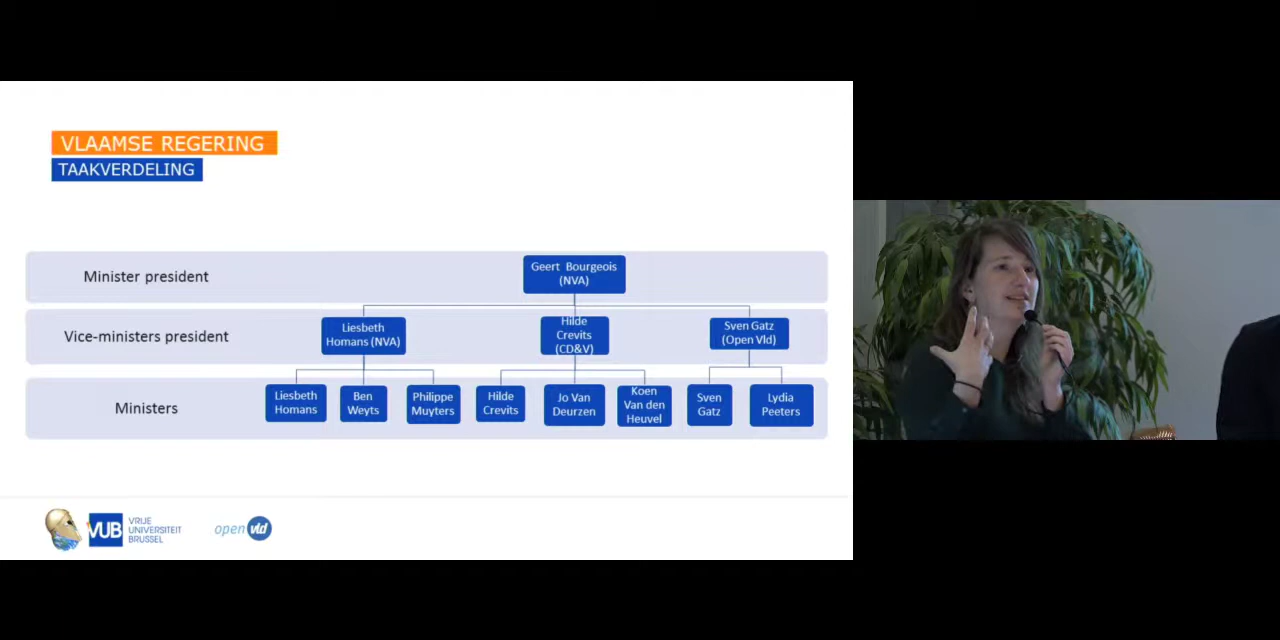 VLAAMSE REGERING
TAAKVERDELING
Minister president
Geert Bourgeois
(NVA)
Vice-ministers president
Liesbeth
Homans (NVA)
Hilde
Crevits
(CD&V)
Sven Gatz
(Open Vld)
Ministers
Liesbeth
Homans
Ben
Weyts
Philippe
Muyters
Hilde
Crevits
Jo Van
Deurzen
Koen
Van den
Heuvel
Sven
Gatz
Lydia
Peeters
VUB
VRIJE
UNIVERSITEIT
BRUSSEL
open vld